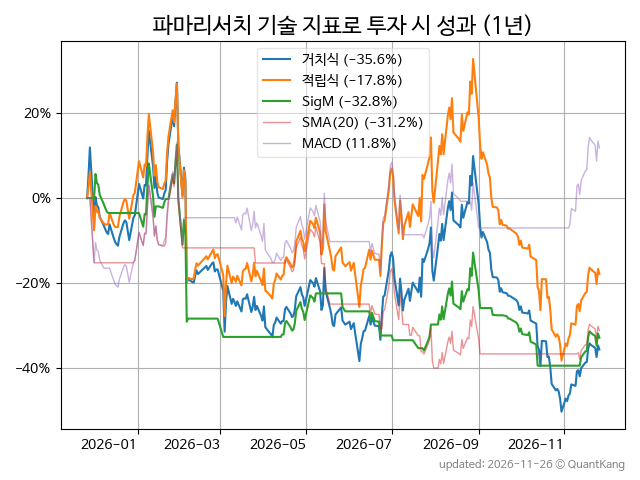 파마리서치 기술 지표로 투자 시 성과 (1년)
거치식 (-35.6%)
적립식 (-17.8%)
SigM (-32.8%)
SMA(20) (-31.2%)
MACD (11.8%)
20%
0%
-20%
-40%
2026-01 2026-03 2026-05 2026-07 2026-09 2026-11
updated: 2026-11-26 © QuantKang